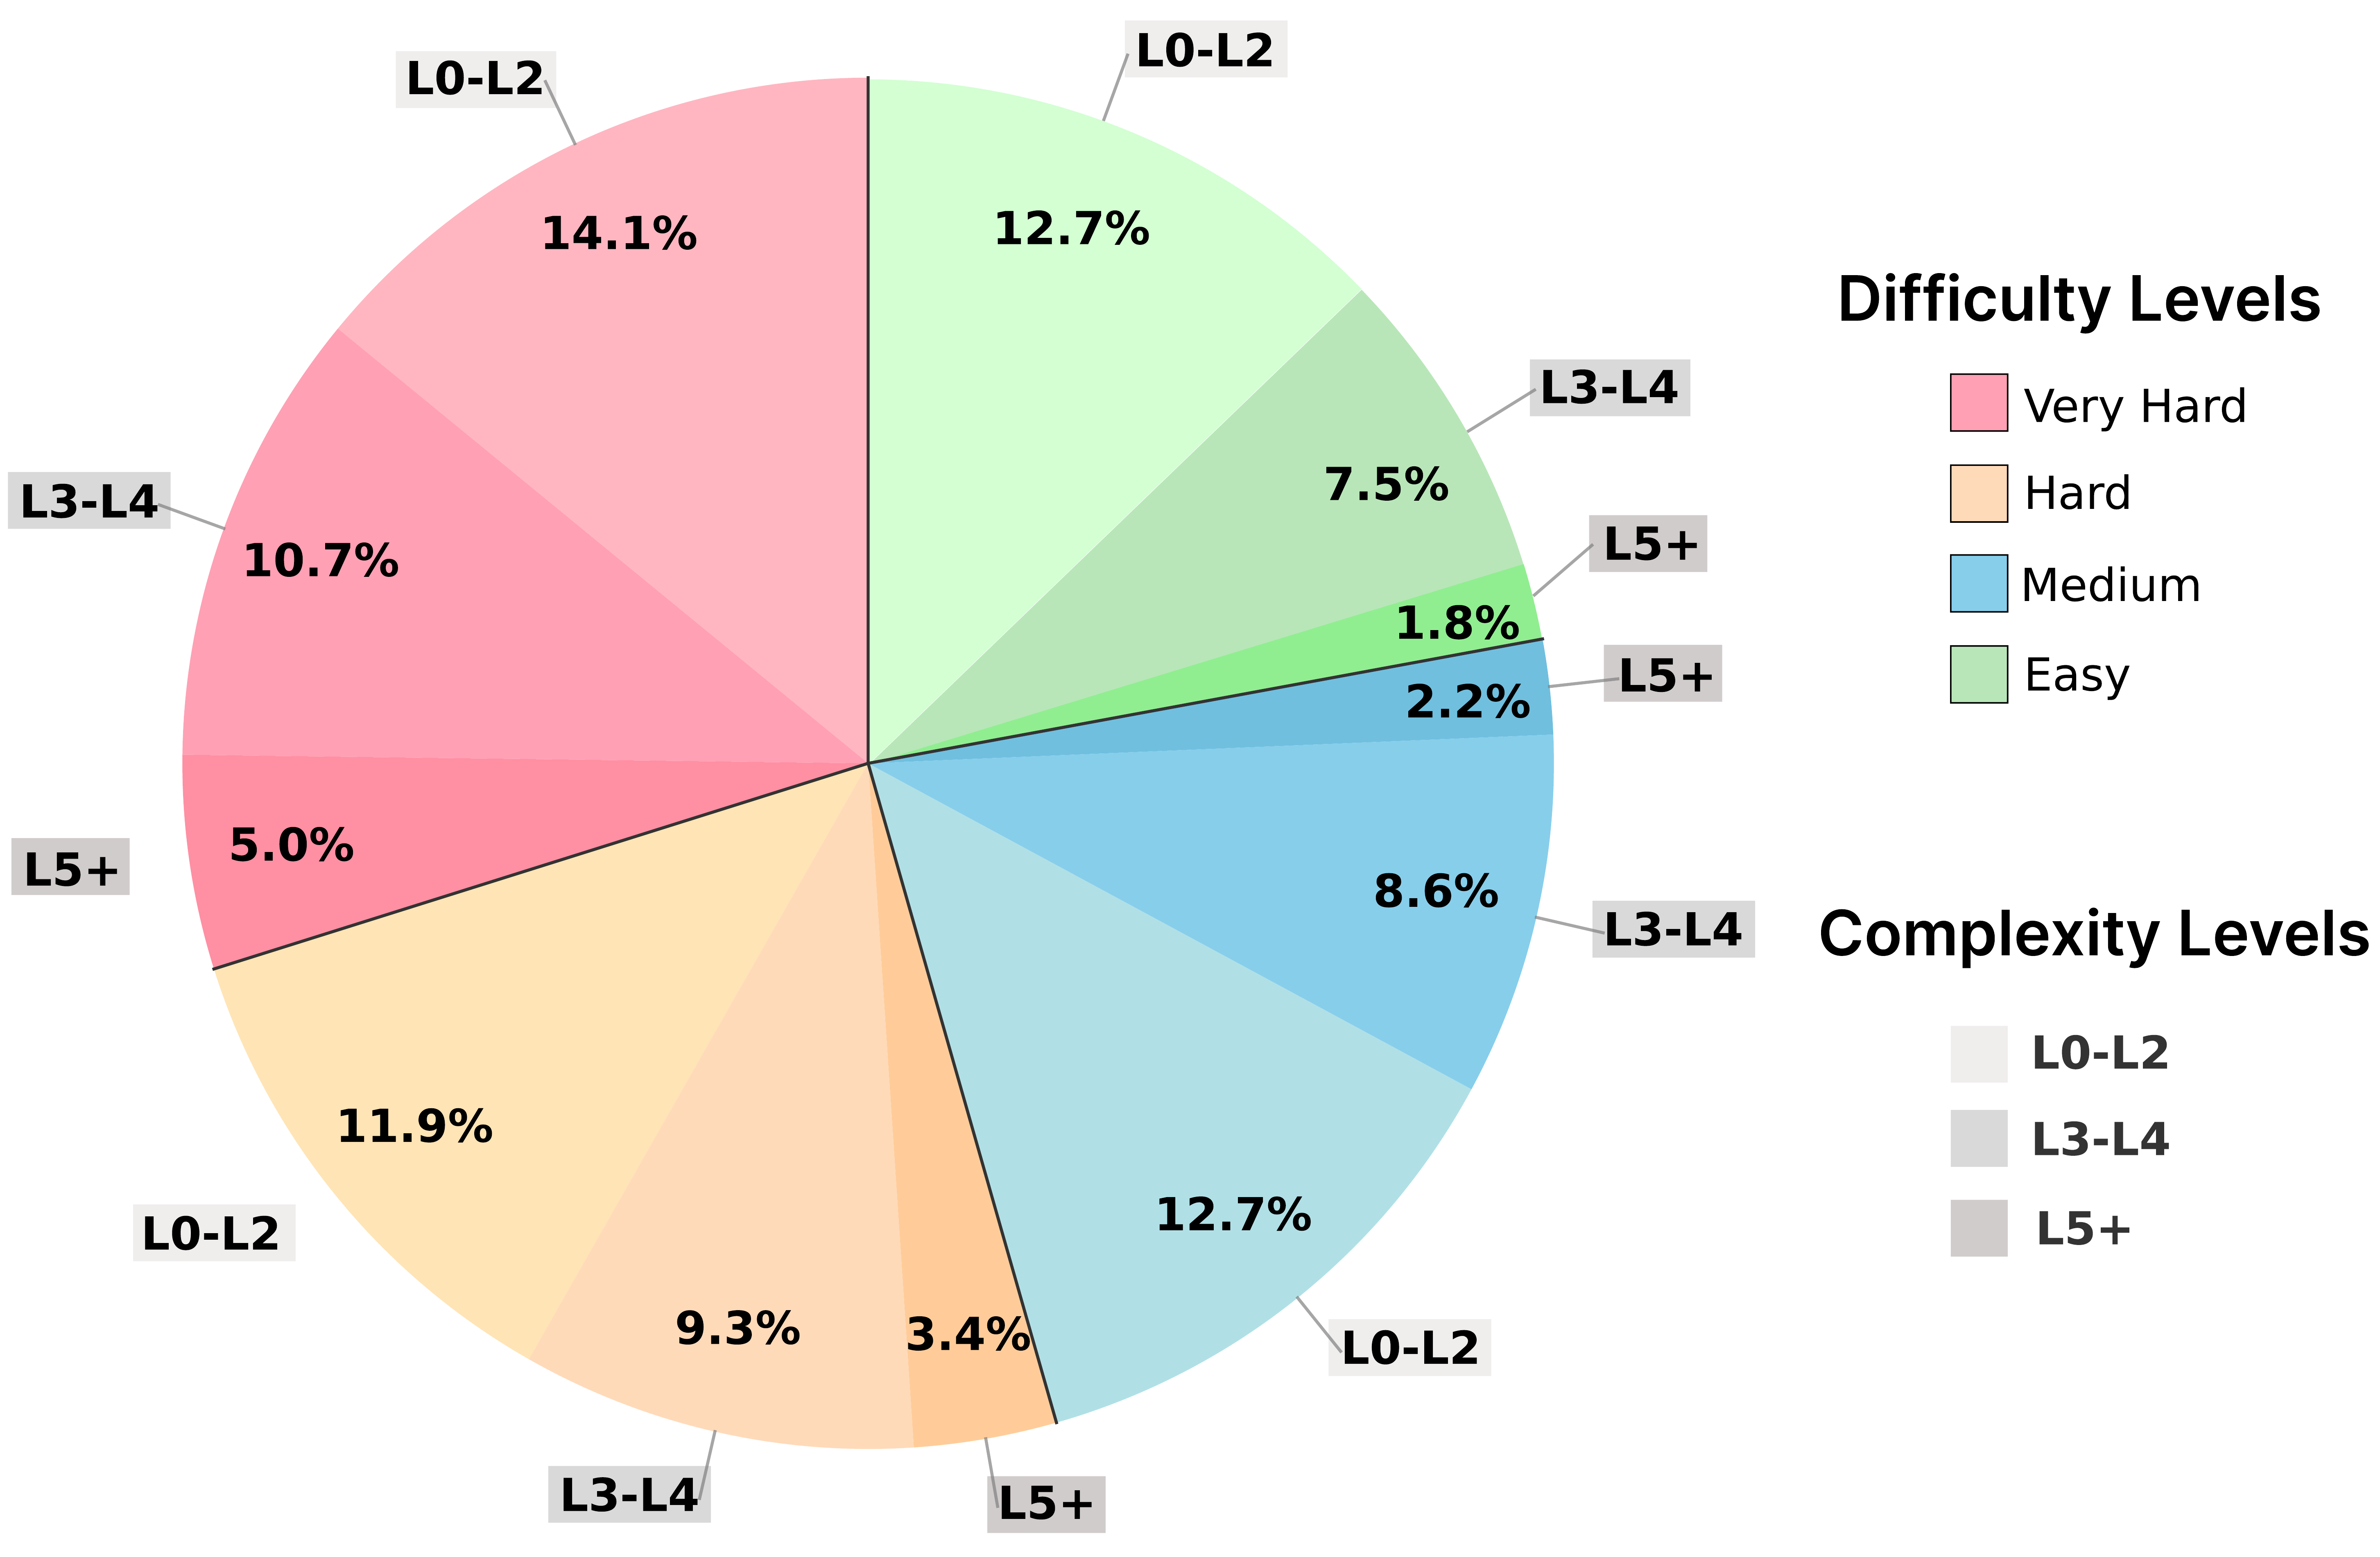 L0-L2
L0-L2
14.1%
12.7%
L3-L4
7.5%
L3-L4
10.7%
L5+
1.8%
L5+
2.2%
5.0%
L5+
8.6%
L3-L4
11.9%
L0-L2
12.7%
9.3%
3.4%
L0-L2
L3-L4
L5+
Difficulty Levels
Very Hard
Hard
Medium
Easy
Complexity Levels
L0-L2
L3-L4
L5+